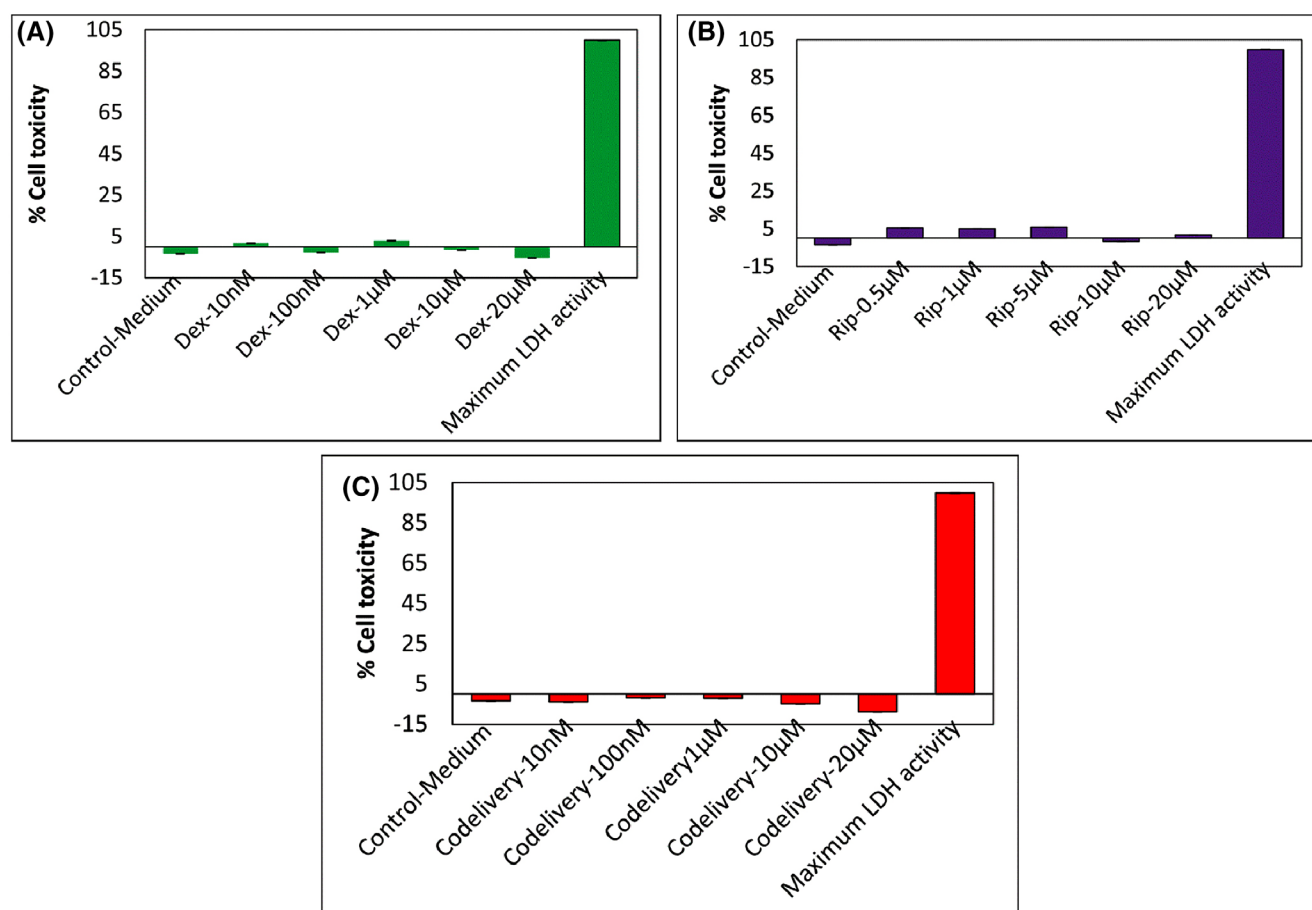 (A)
% Cell toxicity
105
85
65
45
25
5
-15
Control-Medium
Dex-10nM
Dex-100nM
Dex-1µM
Dex-10µM
Dex-20µM
Maximum LDH activity
(B)
% Cell toxicity
105
85
65
45
25
5
-15
Control-Medium
Rip-0.5µM
Rip-1µM
Rip-5µM
Rip-10µM
Rip-20µM
Maximum LDH activity
(C)
% Cell toxicity
105
85
65
45
25
5
-15
Control-Medium
Codelivery-10nM
Codelivery-100nM
Codelivery1µM
Codelivery-10µM
Codelivery-20µM
Maximum LDH activity